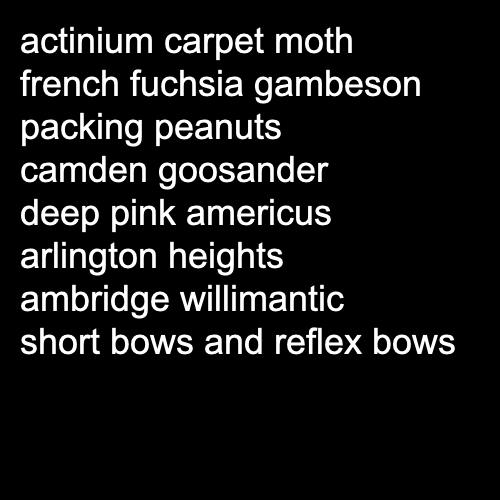 actinium carpet moth
french fuchsia gambeson
packing peanuts
camden goosander
deep pink americus
arlington heights
ambridge willimantic
short bows and reflex bows